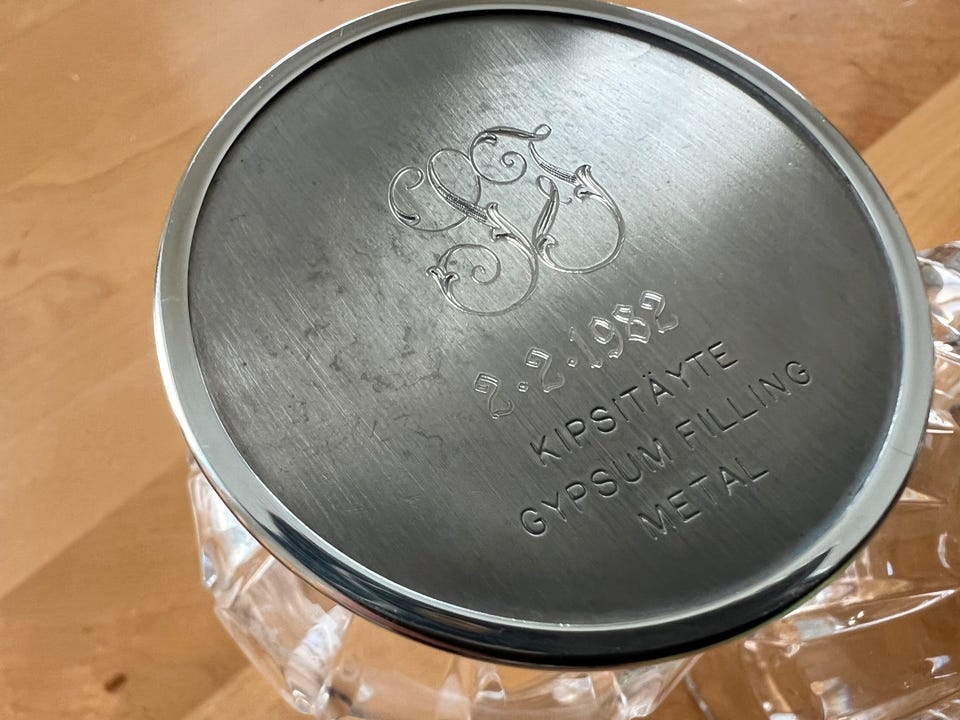 2.2.1982
KIPSITÄYTE
GYPSUM FILLING
METAL